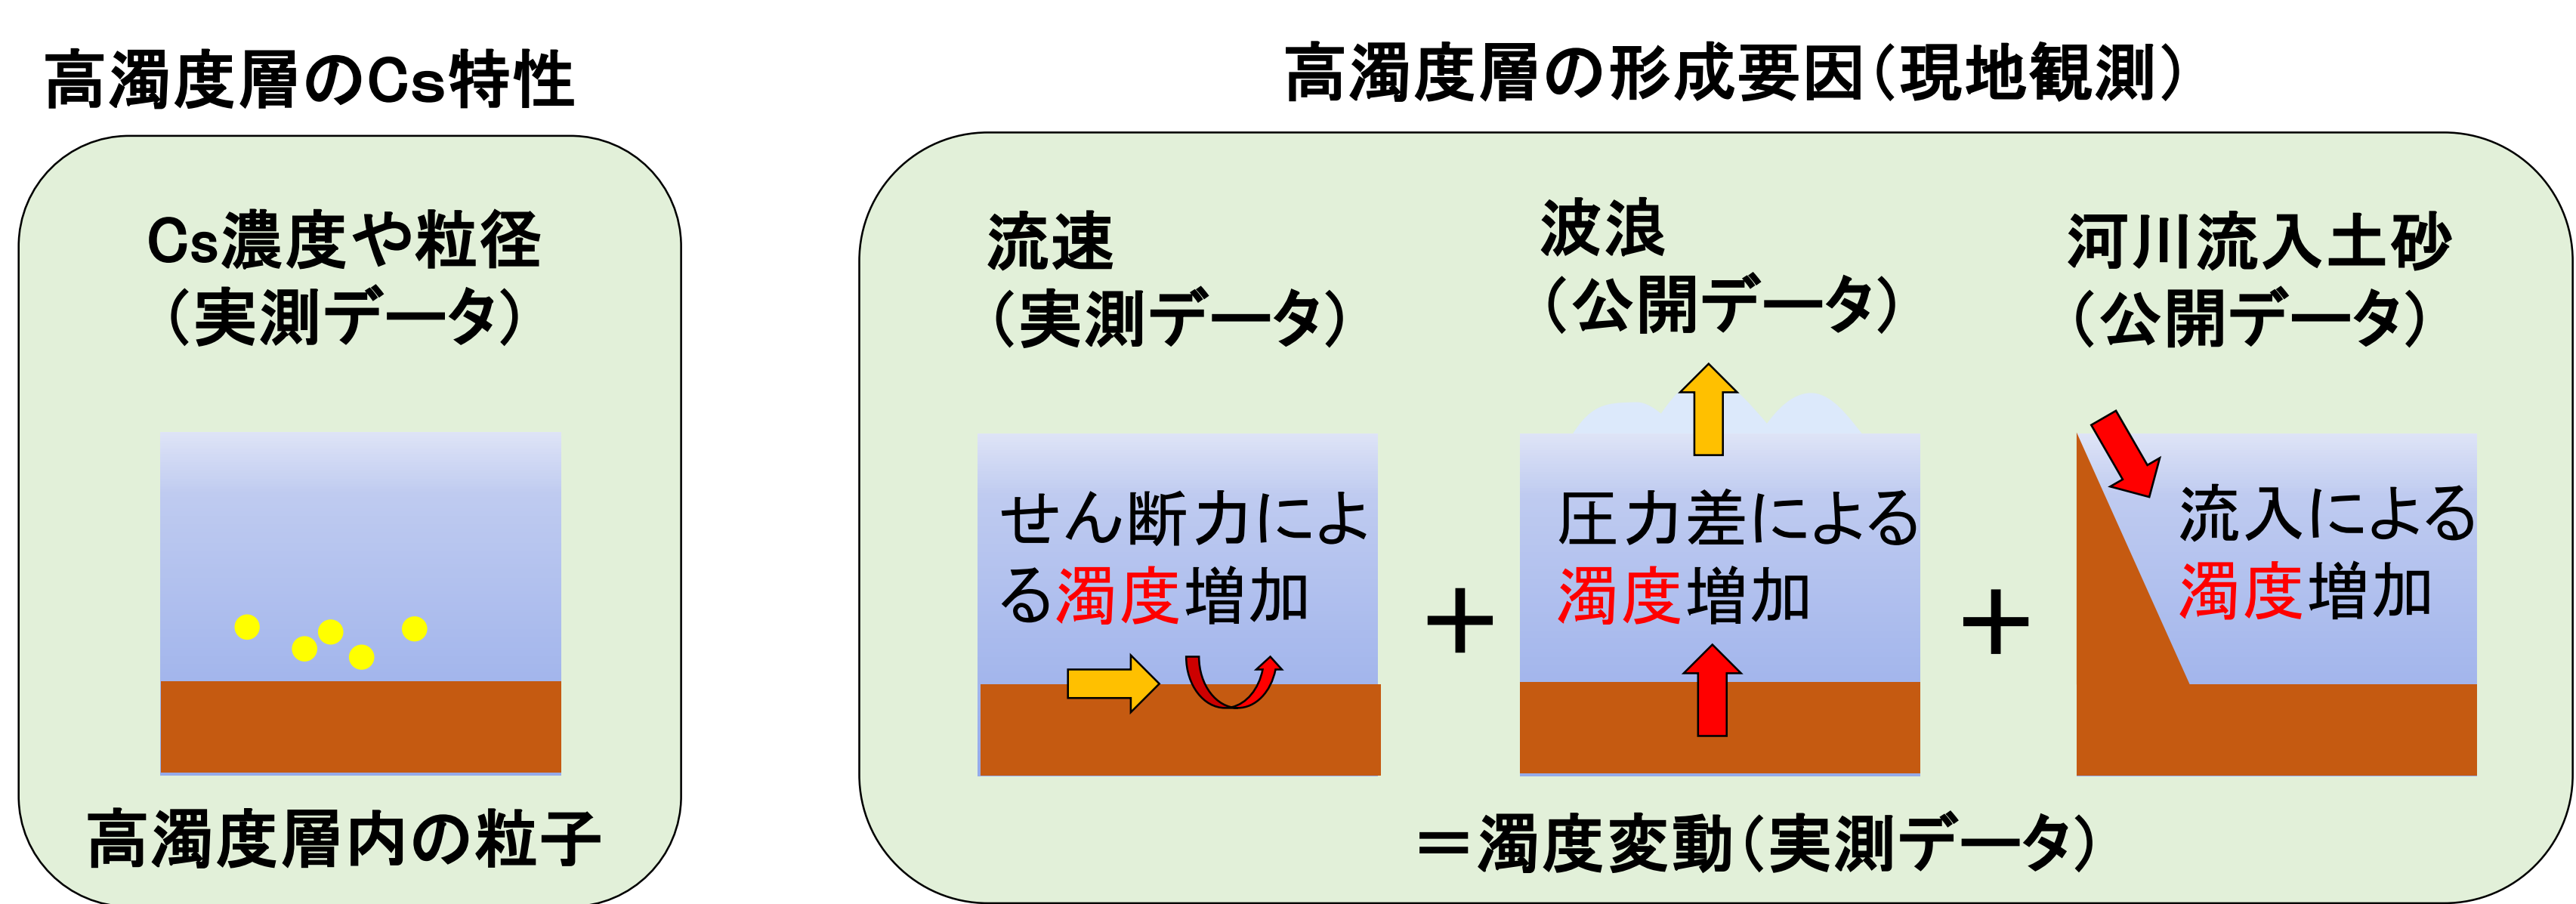 高濁度層のCs特性
Cs濃度や粒径
（実測データ）
高濁度層内の粒子
高濁度層の形成要因（現地観測）
流速
（実測データ）
せん断力によ
る濁度増加
＋
波浪
（公開データ）
圧力差による
濁度増加
＋
河川流入土砂
（公開データ）
流入による
濁度増加
＝濁度変動（実測データ）